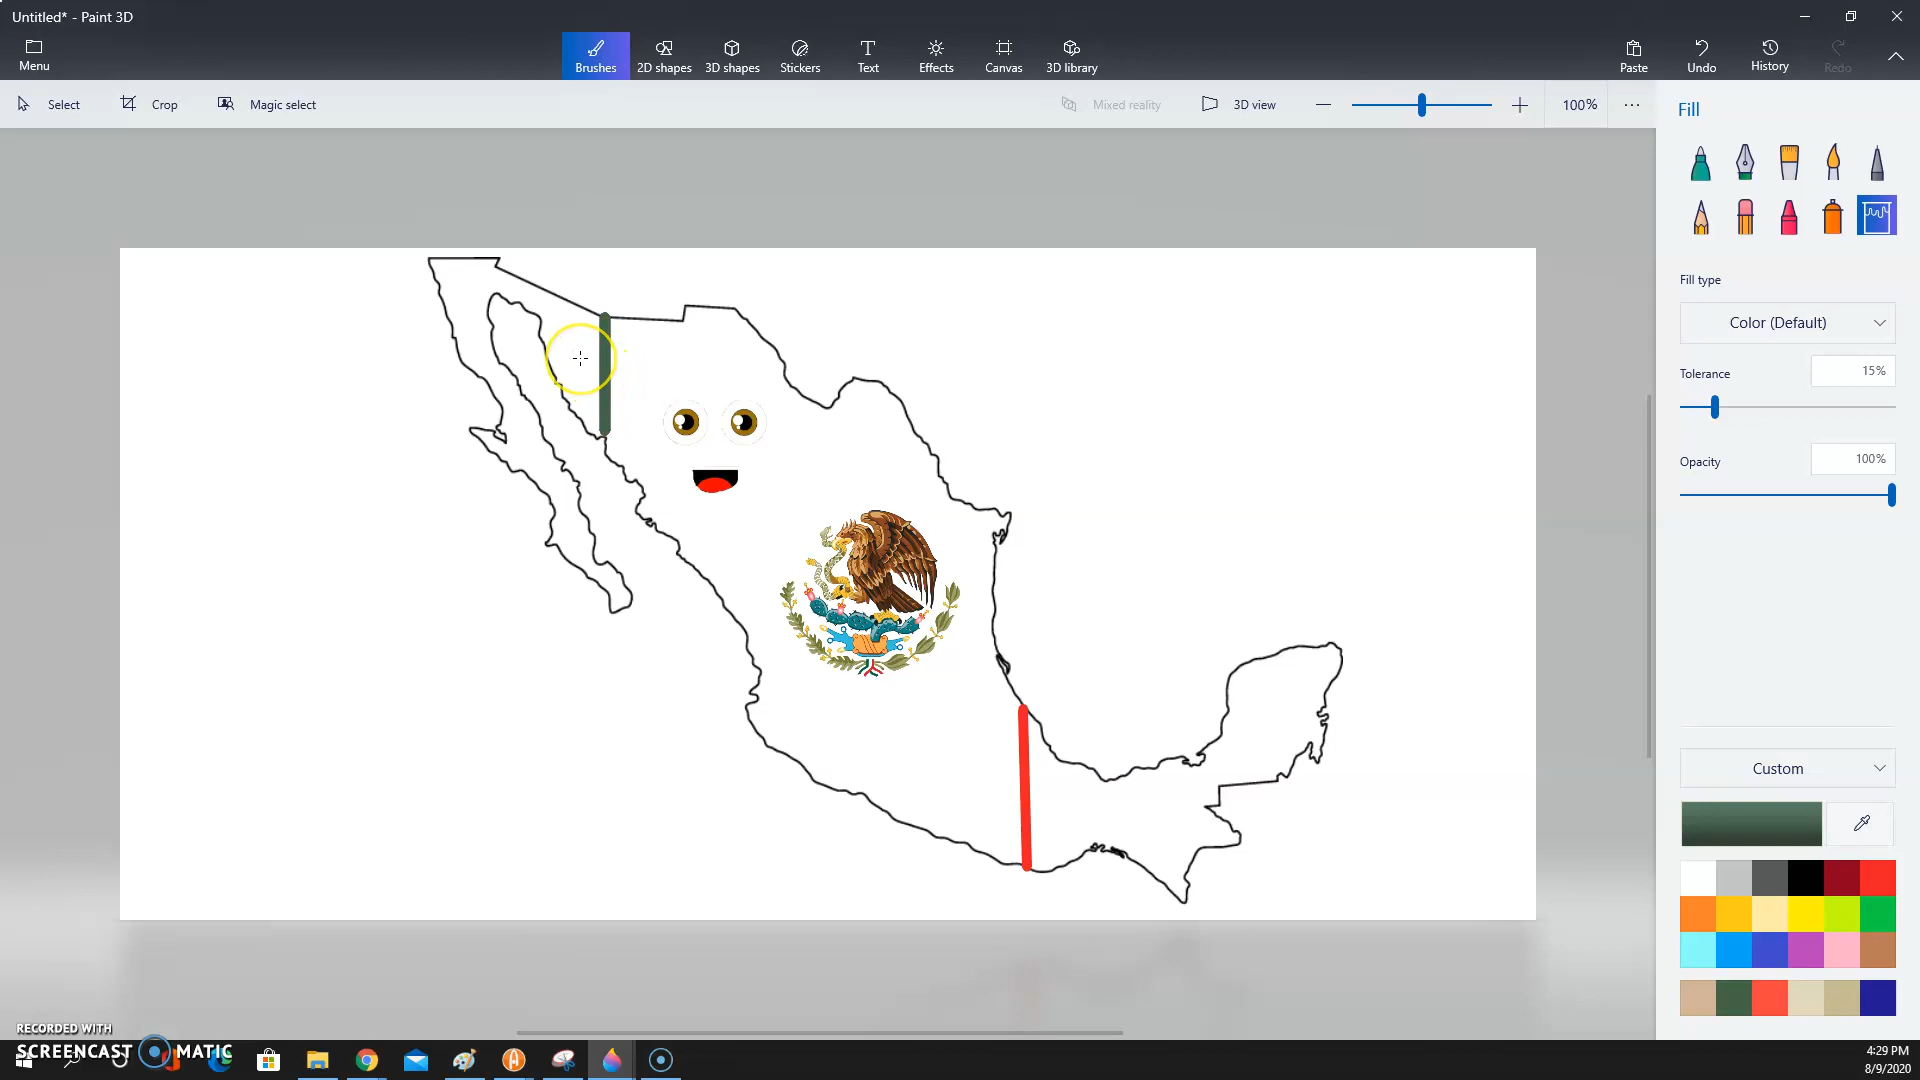 Untitled* - Paint 3D
Menu
Brushes
2D shapes
3D shapes
Stickers
Text
Effects
Canvas
3D library
Paste
Undo
History
Redo
Select
Crop
Magic select
Mixed reality
3D view
100%
Fill
Fill type
Color (Default)
Tolerance
15%
Opacity
100%
Custom
RECORDED WITH
SCREENCAST MATIC
4:29 PM
8/9/2020